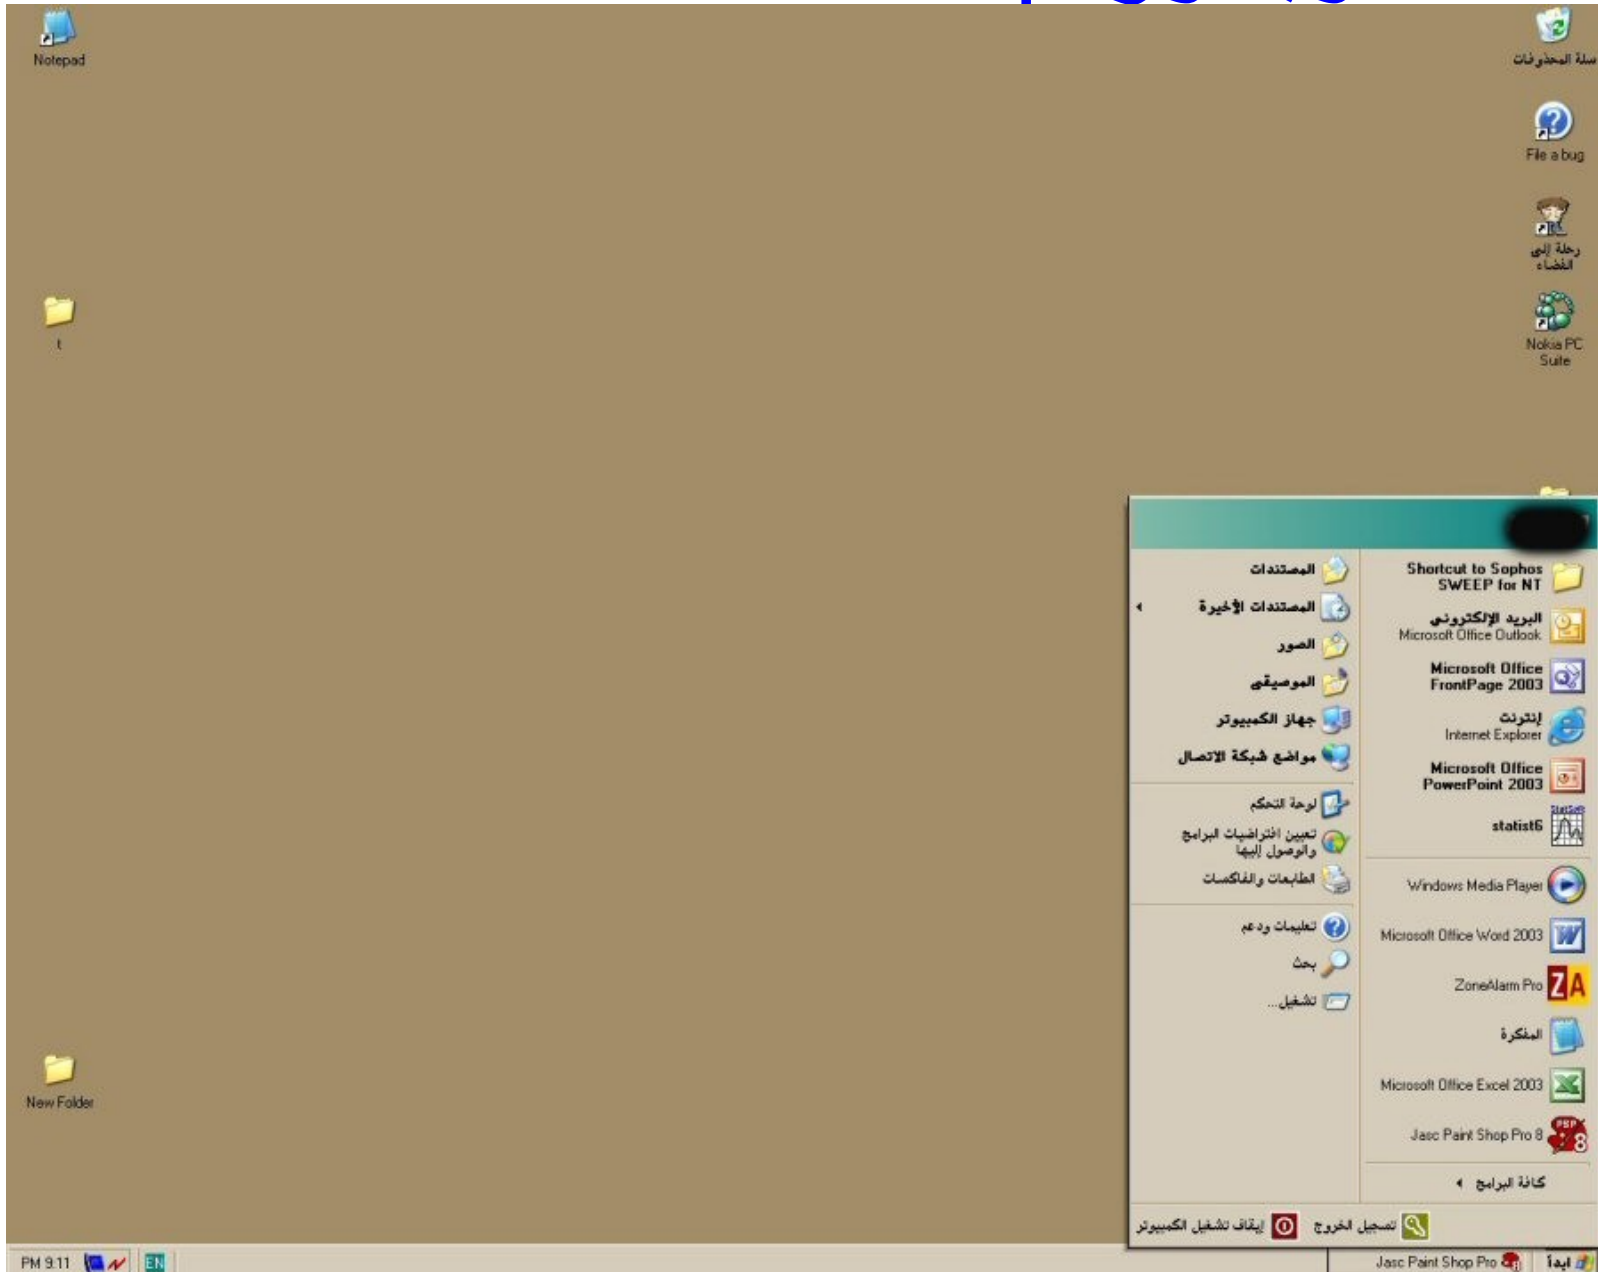 Notepad
t
New Folder
سلة المحذوفات
File a bug
رحلة إلى
الفضاء
Nokia PC
Suite
Shortcut to Sophos
SWEEP for NT
البريد الإلكتروني
Microsoft Office Outlook
Microsoft Office
FrontPage 2003
إنترنت
Internet Explorer
Microsoft Office
PowerPoint 2003
statist6
Windows Media Player
Microsoft Office Word 2003
ZoneAlarm Pro
المفكرة
Microsoft Office Excel 2003
Jasc Paint Shop Pro 8
كافة البرامج
المستندات
المستندات الأخيرة
الصور
الموسيقى
جهاز الكمبيوتر
مواضع شبكة الاتصال
لوحة التحكم
تعيين افتراضيات البرامج
والوصول إليها
الطابعات والفاكسات
تعليمات ودعم
بحث
تشغيل...
تسجيل الخروج
إيقاف تشغيل الكمبيوتر
ابدأ
Jasc Paint Shop Pro
EN
PM 9:11